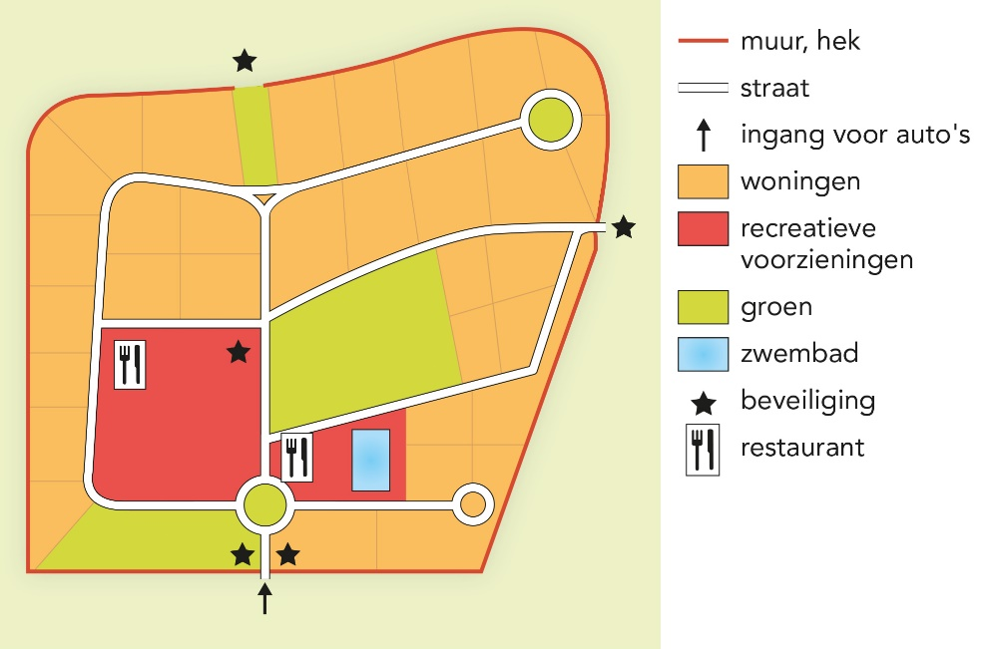 muur, hek
straat
ingang voor auto's
woningen
recreatieve
voorzieningen
groen
zwembad
beveiliging
restaurant